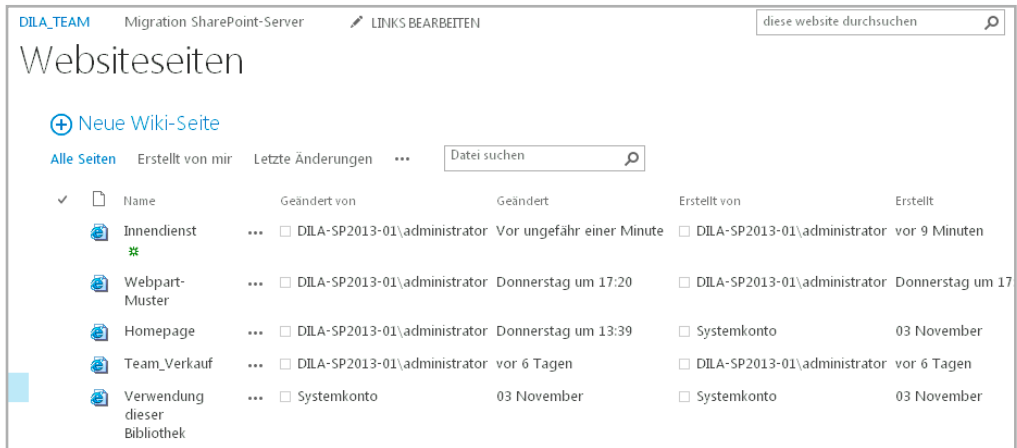 DILA_TEAM Migration SharePoint-Server LINKS BEARBEITEN diese website durchsuchen
Websiteseiten
Neue Wiki-Seite
Alle Seiten Erstellt von mir Letzte Änderungen ••• Datei suchen
Name Geändert von Geändert Erstellt von Erstellt
Innendienst ••• DILA-SP2013-01\administrator Vor ungefähr einer Minute DILA-SP2013-01\administrator vor 9 Minuten
Webpart- ••• DILA-SP2013-01\administrator Donnerstag um 17:20 DILA-SP2013-01\administrator Donnerstag um 17
Muster
Homepage ••• DILA-SP2013-01\administrator Donnerstag um 13:39 Systemkonto 03 November
Team_Verkauf ••• DILA-SP2013-01\administrator vor 6 Tagen DILA-SP2013-01\administrator vor 6 Tagen
Verwendung ••• Systemkonto 03 November Systemkonto 03 November
dieser
Bibliothek